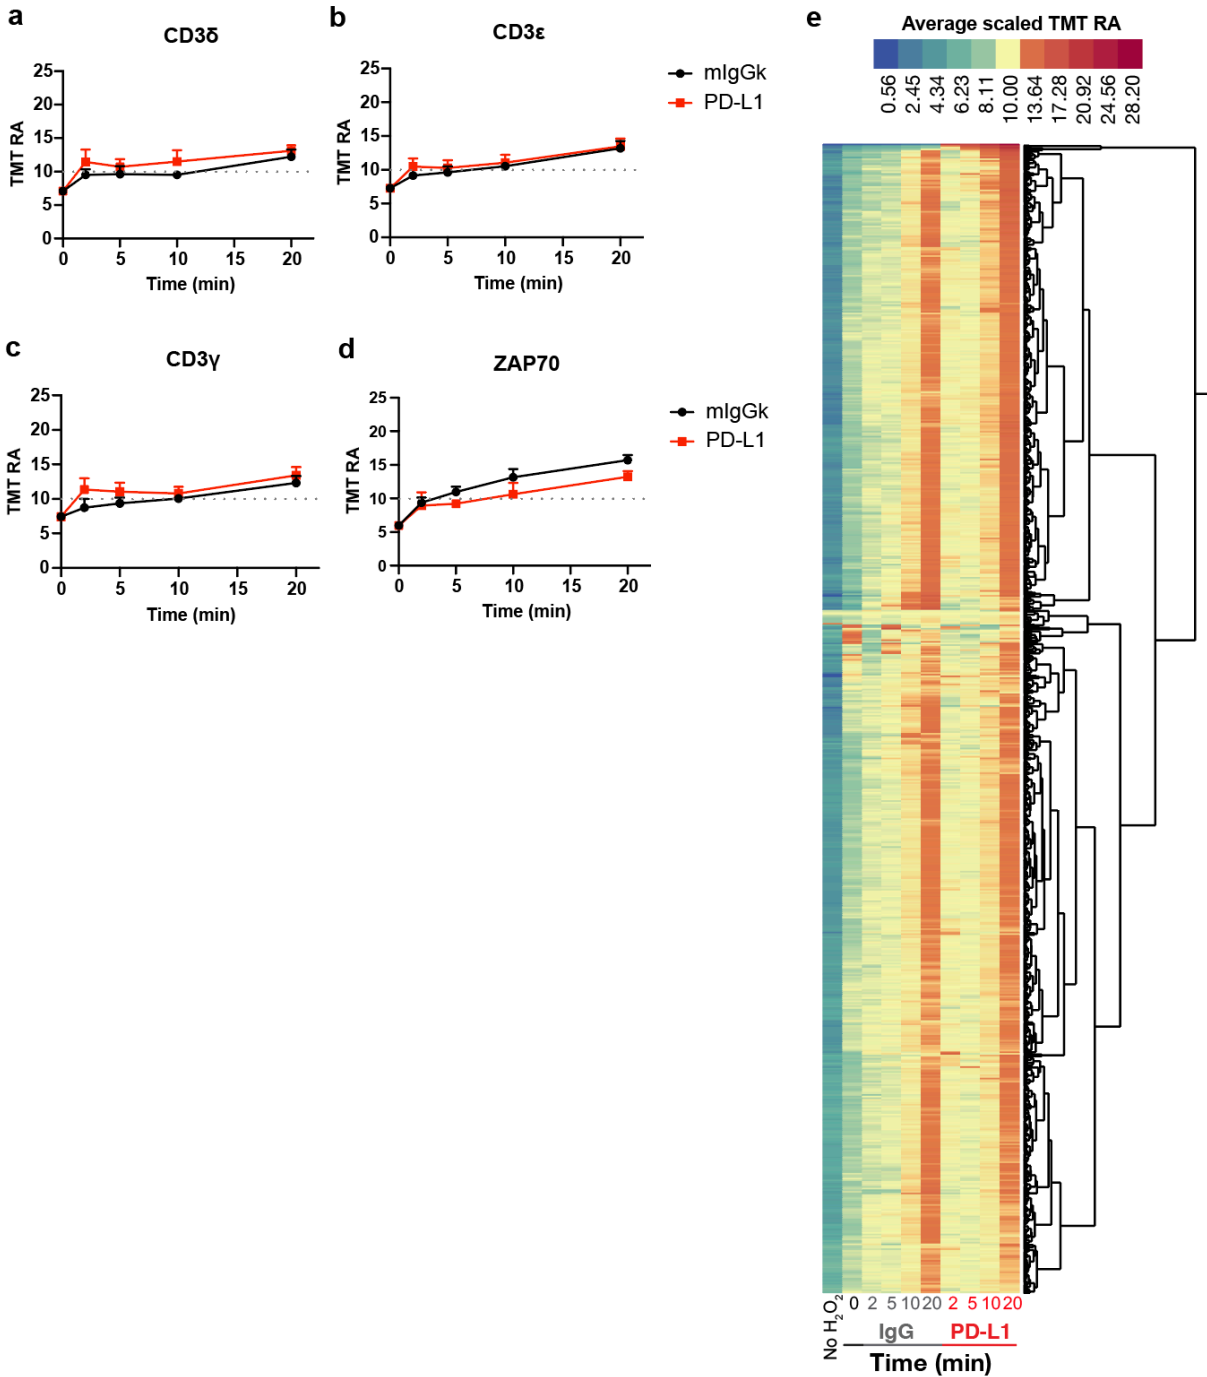 a
CD3δ
25
20
15
10
5
0
TMT RA
0 5 10 15 20
Time (min)
b
CD3ε
25
20
15
10
5
0
TMT RA
0 5 10 15 20
Time (min)
mIgGk
PD-L1
c
CD3γ
25
20
15
10
5
0
TMT RA
0 5 10 15 20
Time (min)
d
ZAP70
25
20
15
10
5
0
TMT RA
0 5 10 15 20
Time (min)
mIgGk
PD-L1
e
Average scaled TMT RA
0.56
2.45
4.34
6.23
8.11
10.00
13.64
17.28
20.92
24.56
28.20
No H₂O₂
0 2 5 10 20 2 5 10 20
IgG PD-L1
Time (min)